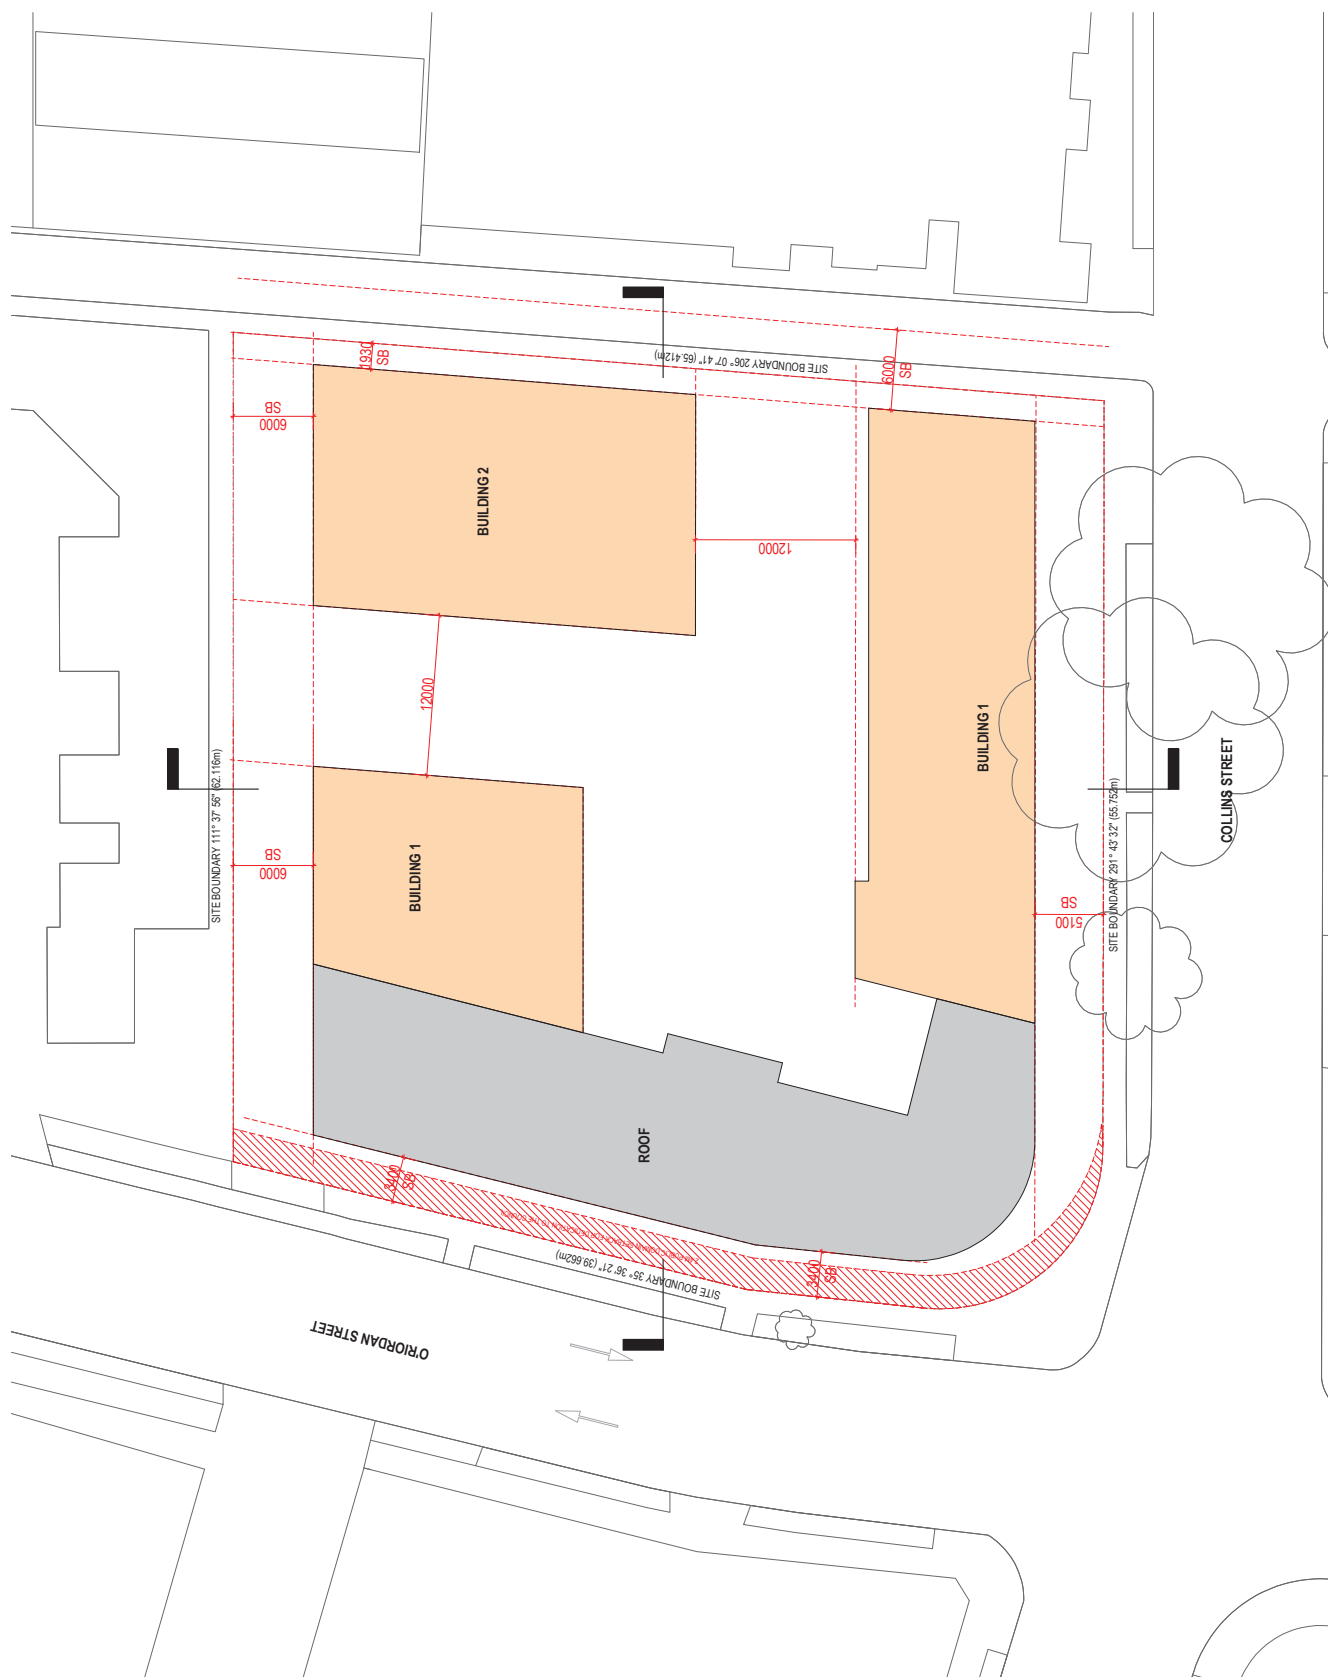 SITE BOUNDARY 206° 07' 41" (65.412m)
1930
SB
6000
SB
6000
SB
BUILDING 2
12000
12000
BUILDING 1
SITE BOUNDARY 111° 37' 56" (62.116m)
6000
SB
BUILDING 1
COLLINS STREET
SITE BOUNDARY 291° 43' 32" (55.752m)
5100
SB
ROOF
3400
SB
3400
SB
SITE BOUNDARY 35° 36' 21" (39.662m)
O'RIORDAN STREET